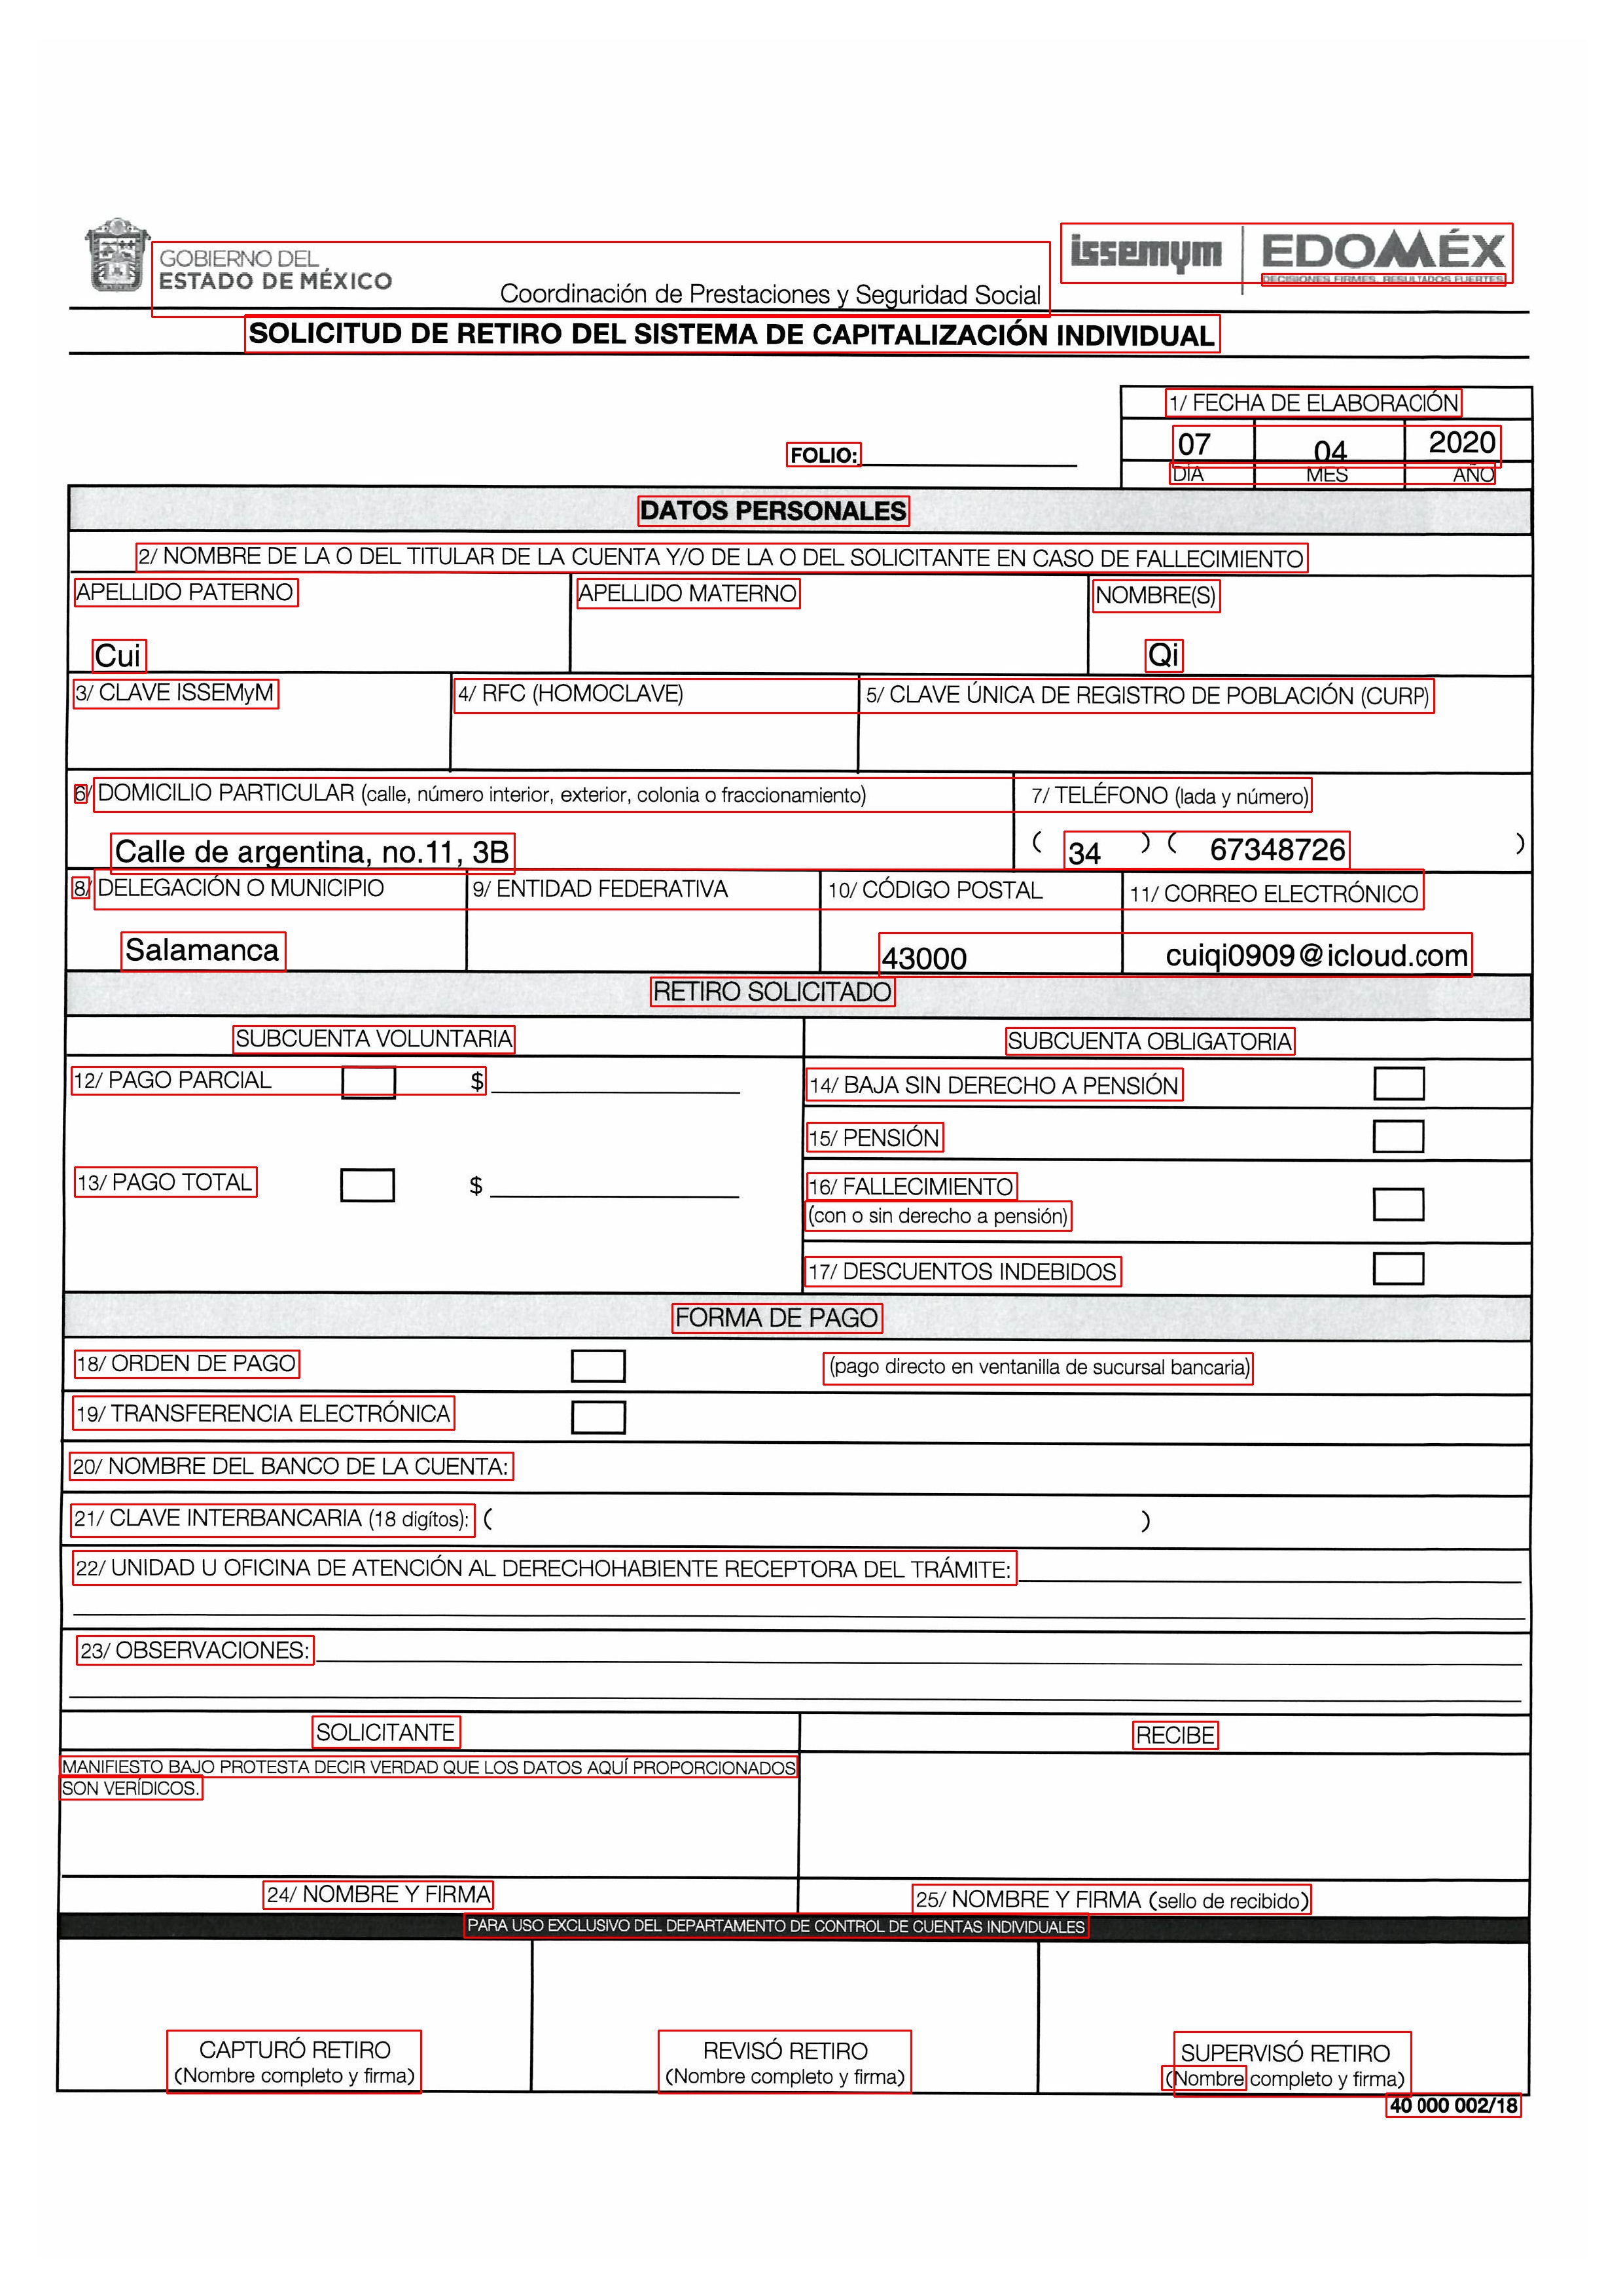 GOBIERNO DEL
ESTADO DE MÉXICO
Coordinación de Prestaciones y Seguridad Social
issemym EDOMÉX
DECISIONES FIRMES, RESULTADOS FUERTES
SOLICITUD DE RETIRO DEL SISTEMA DE CAPITALIZACIÓN INDIVIDUAL
1/ FECHA DE ELABORACIÓN
FOLIO:
07 04 2020
DÍA MES AÑO
DATOS PERSONALES
2/ NOMBRE DE LA O DEL TITULAR DE LA CUENTA Y/O DE LA O DEL SOLICITANTE EN CASO DE FALLECIMIENTO
APELLIDO PATERNO APELLIDO MATERNO NOMBRE(S)
Cui Qi
3/ CLAVE ISSEMyM 4/ RFC (HOMOCLAVE) 5/ CLAVE ÚNICA DE REGISTRO DE POBLACIÓN (CURP)
6/ DOMICILIO PARTICULAR (calle, número interior, exterior, colonia o fraccionamiento) 7/ TELÉFONO (lada y número)
Calle de argentina, no.11, 3B ( 34 ) ( 67348726 )
8/ DELEGACIÓN O MUNICIPIO 9/ ENTIDAD FEDERATIVA 10/ CÓDIGO POSTAL 11/ CORREO ELECTRÓNICO
Salamanca 43000 cuiqi0909@icloud.com
RETIRO SOLICITADO
SUBCUENTA VOLUNTARIA SUBCUENTA OBLIGATORIA
12/ PAGO PARCIAL $ 14/ BAJA SIN DERECHO A PENSIÓN
15/ PENSIÓN
13/ PAGO TOTAL $ 16/ FALLECIMIENTO
(con o sin derecho a pensión)
17/ DESCUENTOS INDEBIDOS
FORMA DE PAGO
18/ ORDEN DE PAGO (pago directo en ventanilla de sucursal bancaria)
19/ TRANSFERENCIA ELECTRÓNICA
20/ NOMBRE DEL BANCO DE LA CUENTA:
21/ CLAVE INTERBANCARIA (18 digítos): ( )
22/ UNIDAD U OFICINA DE ATENCIÓN AL DERECHOHABIENTE RECEPTORA DEL TRÁMITE:
23/ OBSERVACIONES:
SOLICITANTE RECIBE
MANIFIESTO BAJO PROTESTA DECIR VERDAD QUE LOS DATOS AQUÍ PROPORCIONADOS
SON VERÍDICOS.
24/ NOMBRE Y FIRMA 25/ NOMBRE Y FIRMA (sello de recibido)
PARA USO EXCLUSIVO DEL DEPARTAMENTO DE CONTROL DE CUENTAS INDIVIDUALES
CAPTURÓ RETIRO REVISÓ RETIRO SUPERVISÓ RETIRO
(Nombre completo y firma) (Nombre completo y firma) (Nombre completo y firma)
40 000 002/18